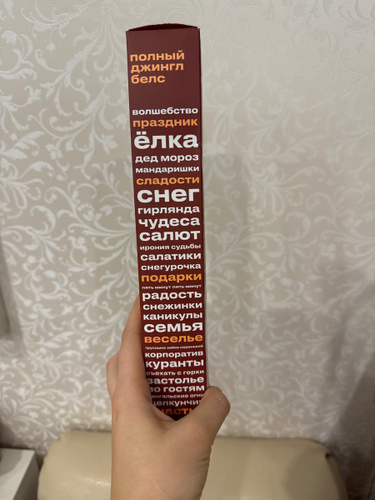 полный
джингл
белс
волшебство
праздник
ёлка
дед мороз
мандаришки
сладости
снег
гирлянда
чудеса
салют
ирония судьбы
салатики
снегурочка
подарки
пять минут пять минут
радость
снежинки
каникулы
семья
веселье
корпоратив
куранты
съехать с горки
застолье
по гостям